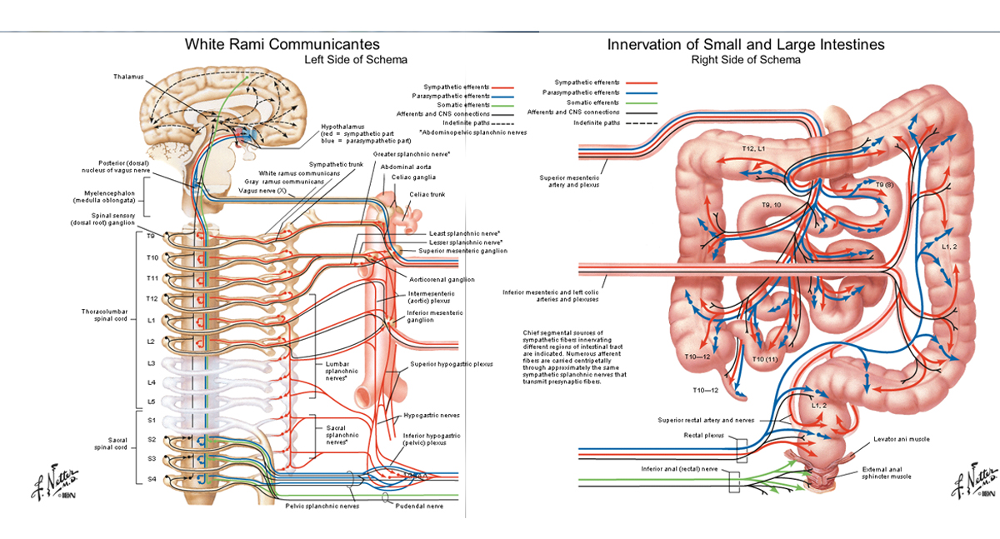 White Rami Communicantes
Left Side of Schema
Thalamus
Sympathetic efferents
Parasympathetic efferents
Somatic efferents
Afferents and CNS connections
Indefinite paths
*Abdominopelvic splanchnic nerves
Hypothalamus
(red = sympathetic part
blue = parasympathetic part)
Posterior (dorsal)
nucleus of vagus nerve
Myelencephalon
(medulla oblongata)
Spinal sensory
(dorsal root) ganglion
Sympathetic trunk
White ramus communicans
Gray ramus communicans
Vagus nerve (X)
Greater splanchnic nerve*
Abdominal aorta
Celiac ganglia
Celiac trunk
Least splanchnic nerve*
Lesser splanchnic nerve*
Superior mesenteric ganglion
Aorticorenal ganglion
Intermesenteric
(aortic) plexus
Inferior mesenteric
ganglion
Superior hypogastric plexus
Hypogastric nerves
Inferior hypogastric
(pelvic) plexus
Lumbar
splanchnic
nerves*
Sacral
splanchnic
nerves*
Thoracolumbar
spinal cord
Sacral
spinal cord
T9
T10
T11
T12
L1
L2
L3
L4
L5
S1
S2
S3
S4
Pelvic splanchnic nerves
Pudendal nerve
F. Netter
M.D.
© IBN
Innervation of Small and Large Intestines
Right Side of Schema
Sympathetic efferents
Parasympathetic efferents
Somatic efferents
Afferents and CNS connections
Indefinite paths
Superior mesenteric
artery and plexus
T12, L1
T9 (8)
T9, 10
L1, 2
Inferior mesenteric and left colic
arteries and plexuses
Chief segmental sources of
sympathetic fibers innervating
different regions of intestinal tract
are indicated. Numerous afferent
fibers are carried centripetally
through approximately the same
sympathetic splanchnic nerves that
transmit presynaptic fibers.
T10—12
T10 (11)
T10—12
L1, 2
Superior rectal artery and nerves
Rectal plexus
Levator ani muscle
Inferior anal (rectal) nerve
External anal
sphincter muscle
F. Netter
M.D.
© IBN